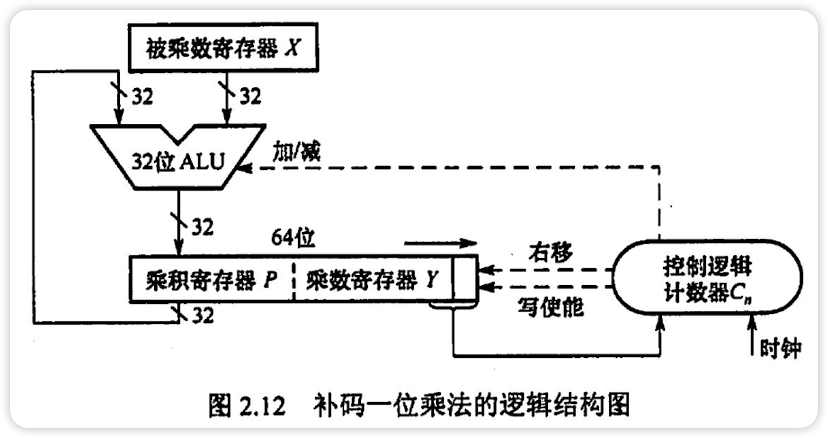 被乘数寄存器 X
32
32
32位 ALU
加/减
32
64位
乘积寄存器 P
乘数寄存器 Y
右移
写使能
控制逻辑
计数器Cn
32
时钟
图 2.12 补码一位乘法的逻辑结构图